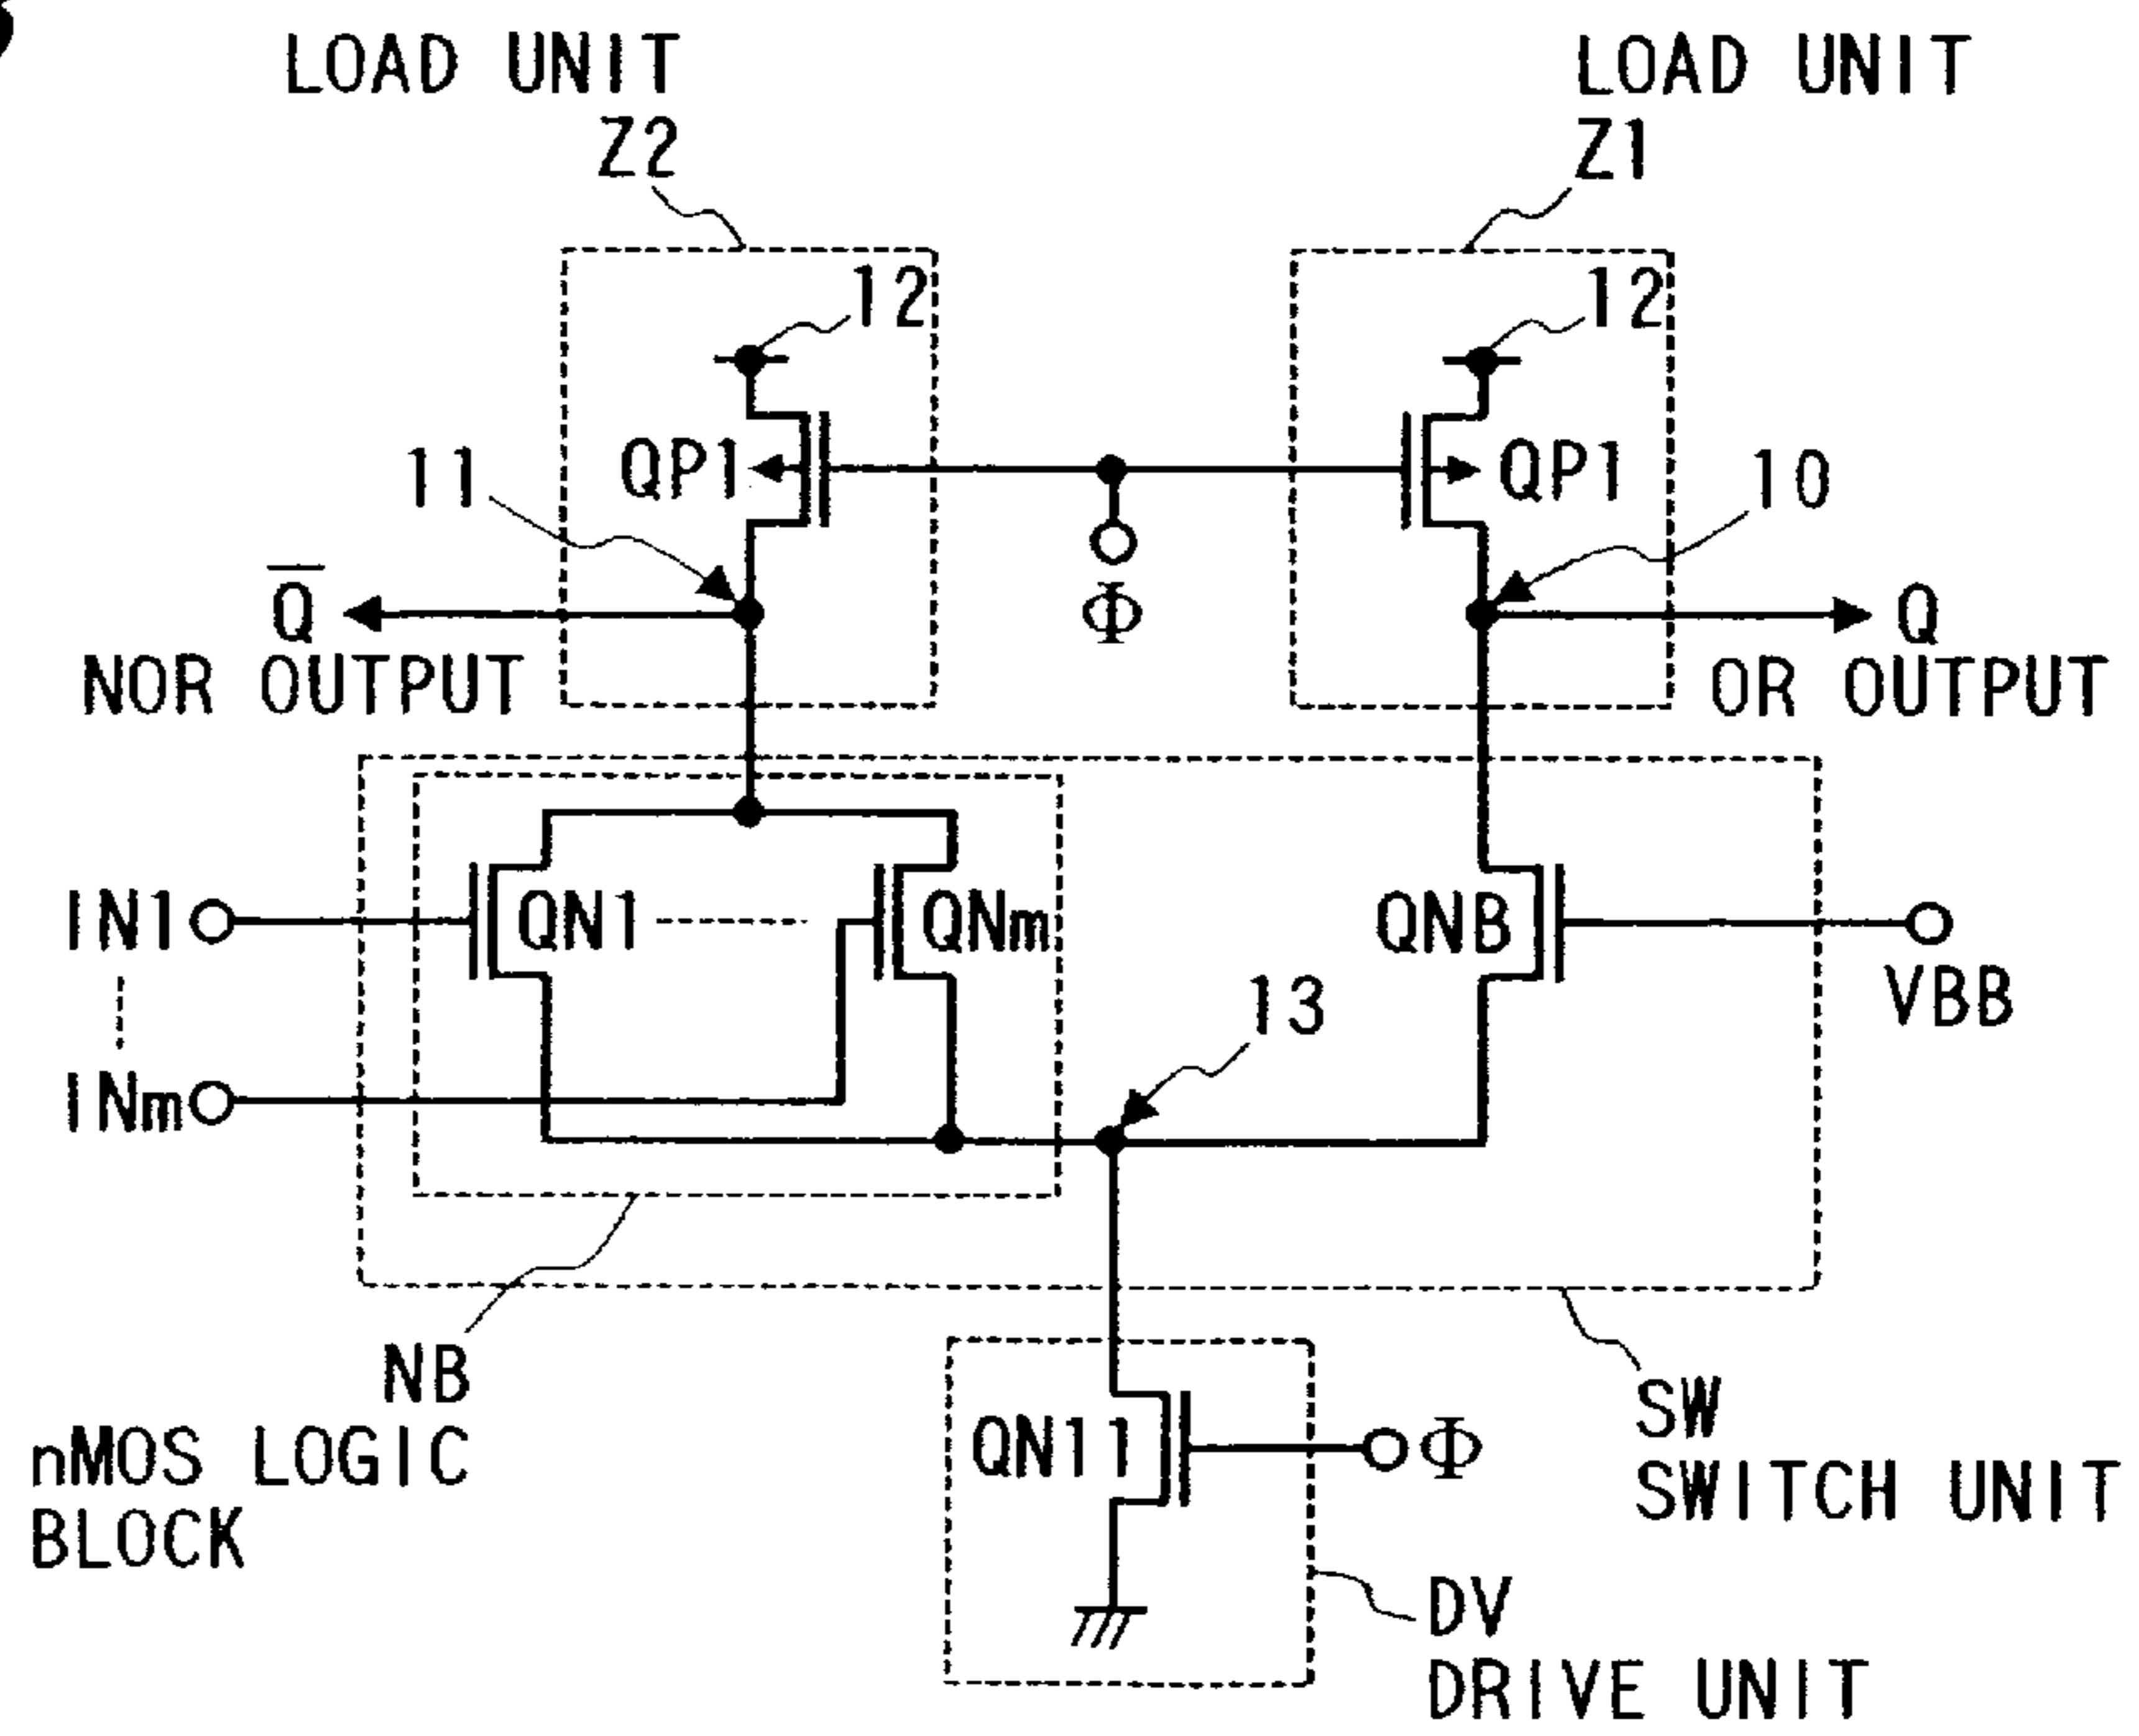 LOAD UNIT
Z2
LOAD UNIT
Z1
12
12
11
QP1
QP1
10
Q̅
NOR OUTPUT
Φ
Q
OR OUTPUT
IN1
QN1
QNm
QNB
VBB
13
INm
NB
nMOS LOGIC
BLOCK
QN11
Φ
SW
SWITCH UNIT
DV
DRIVE UNIT